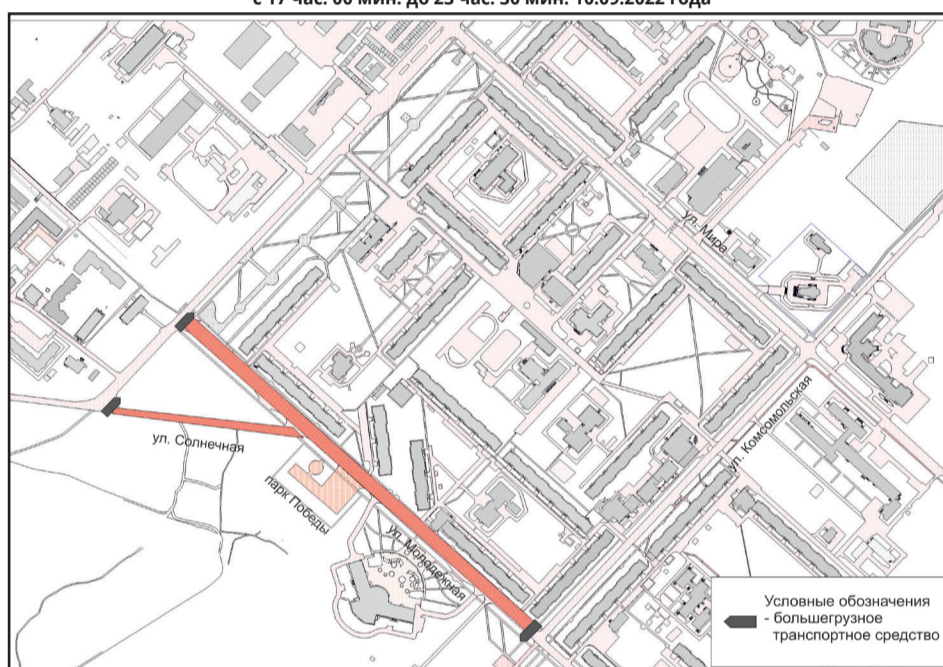 с 17 час. 00 мин. до 23 час. 30 мин. 10.09.2022 года
ул. Мира
ул. Комсомольская
ул. Солнечная
парк Победы
ул. Молодежная
Условные обозначения
- большегрузное
транспортное средство